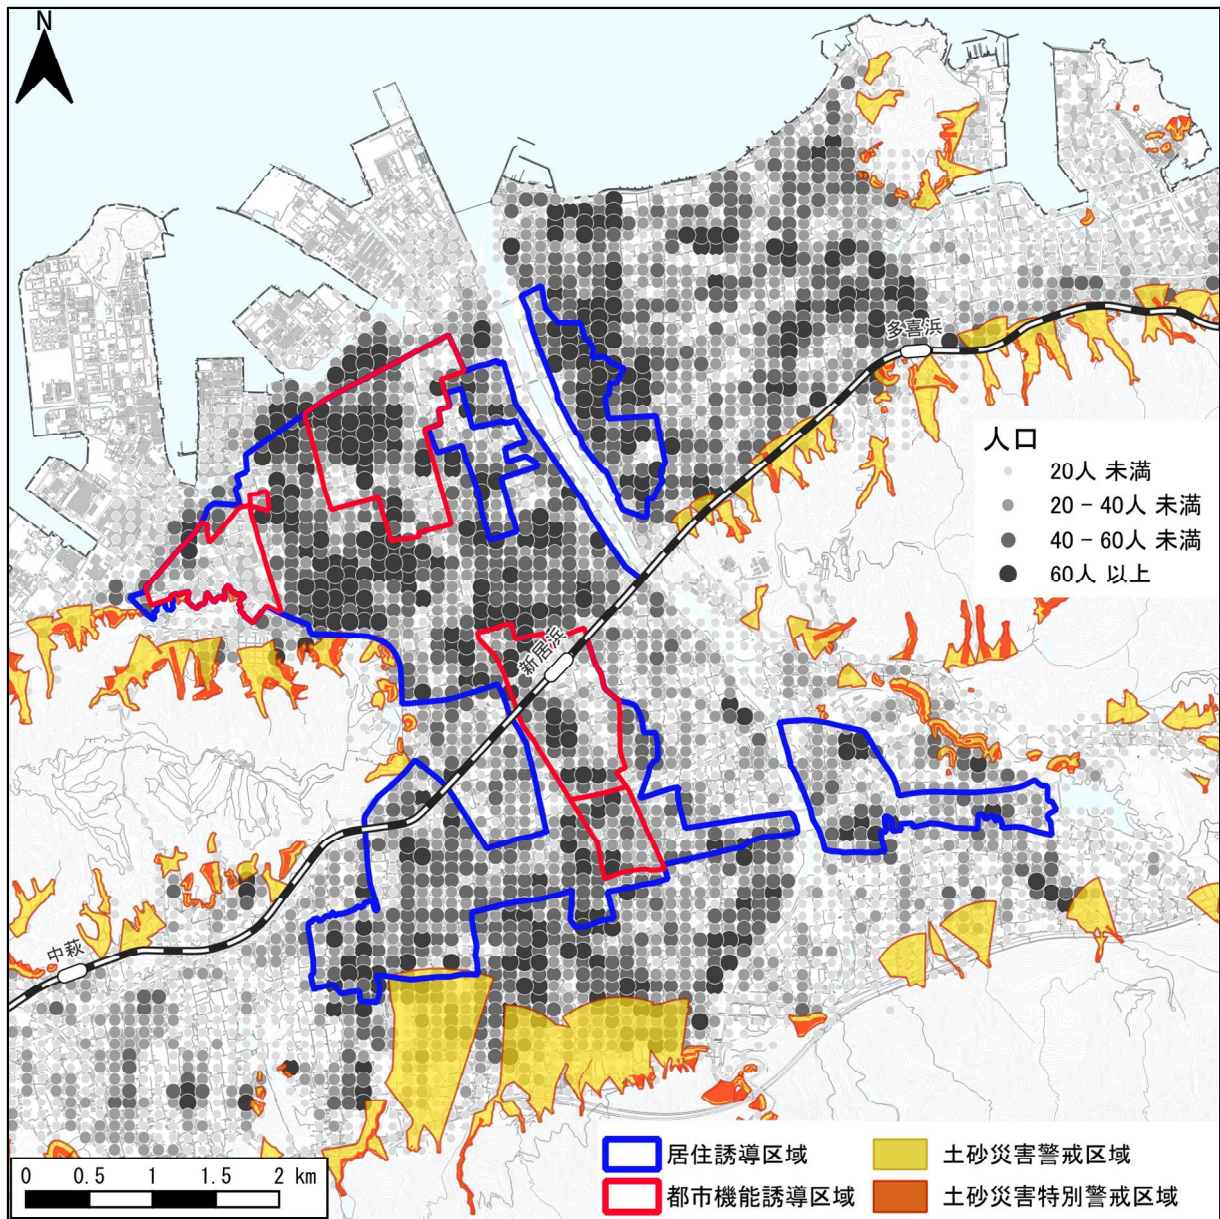 N
多喜浜
人口
20人 未満
20 - 40人 未満
40 - 60人 未満
60人 以上
新居浜
中萩
居住誘導区域
土砂災害警戒区域
都市機能誘導区域
土砂災害特別警戒区域
0 0.5 1 1.5 2 km